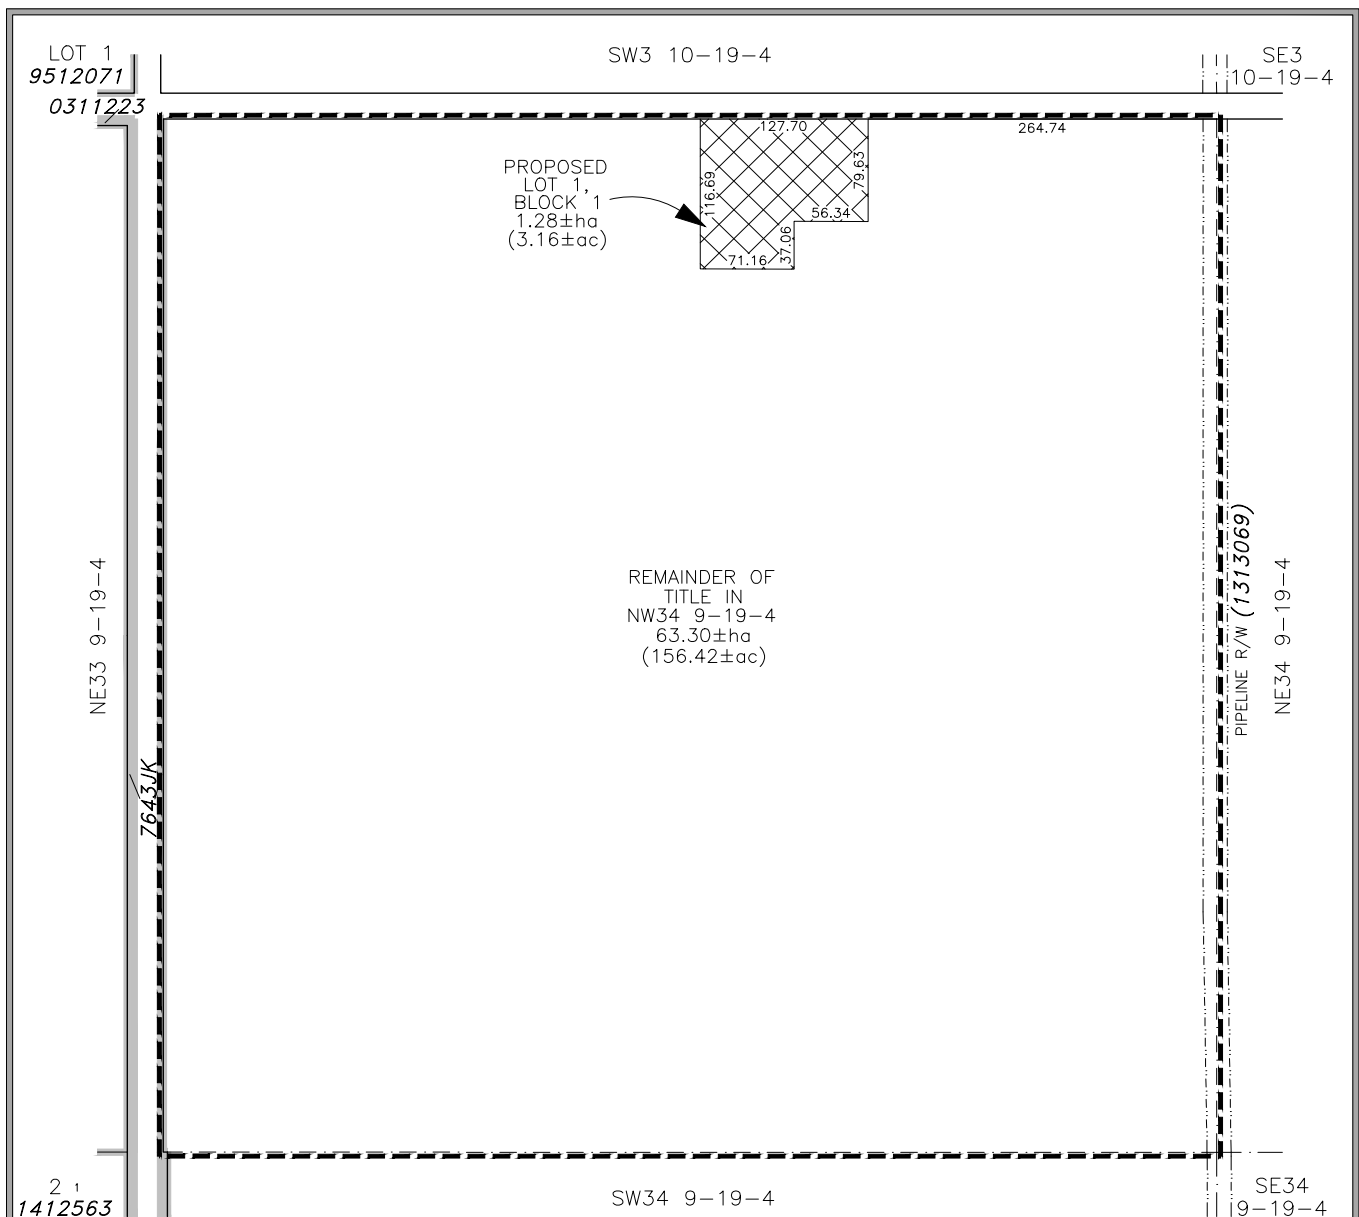 LOT 1
9512071
0311223
SW3 10-19-4
SE3
10-19-4
127.70
264.74
PROPOSED
LOT 1,
BLOCK 1
1.28±ha
(3.16±ac)
116.69
79.63
56.34
37.06
71.16
REMAINDER OF
TITLE IN
NW34 9-19-4
63.30±ha
(156.42±ac)
NE33 9-19-4
7643JK
PIPELINE R/W (1313069)
NE34 9-19-4
2 1
1412563
SW34 9-19-4
SE34
9-19-4